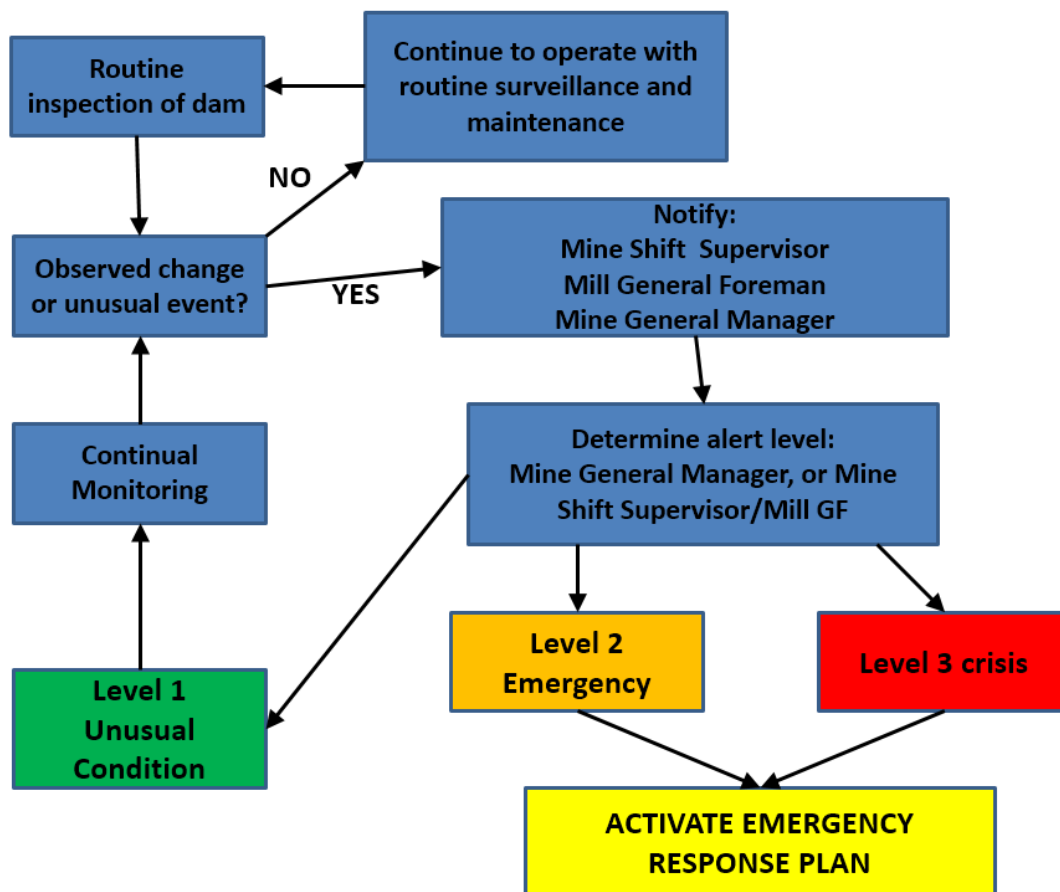 Routine
inspection of dam
Continue to operate with
routine surveillance and
maintenance
NO
Observed change
or unusual event?
YES
Notify:
Mine Shift  Supervisor
Mill General Foreman
Mine General Manager
Continual
Monitoring
Determine alert level:
Mine General Manager, or Mine
Shift Supervisor/Mill GF
Level 1
Unusual
Condition
Level 2
Emergency
Level 3 crisis
ACTIVATE EMERGENCY
RESPONSE PLAN